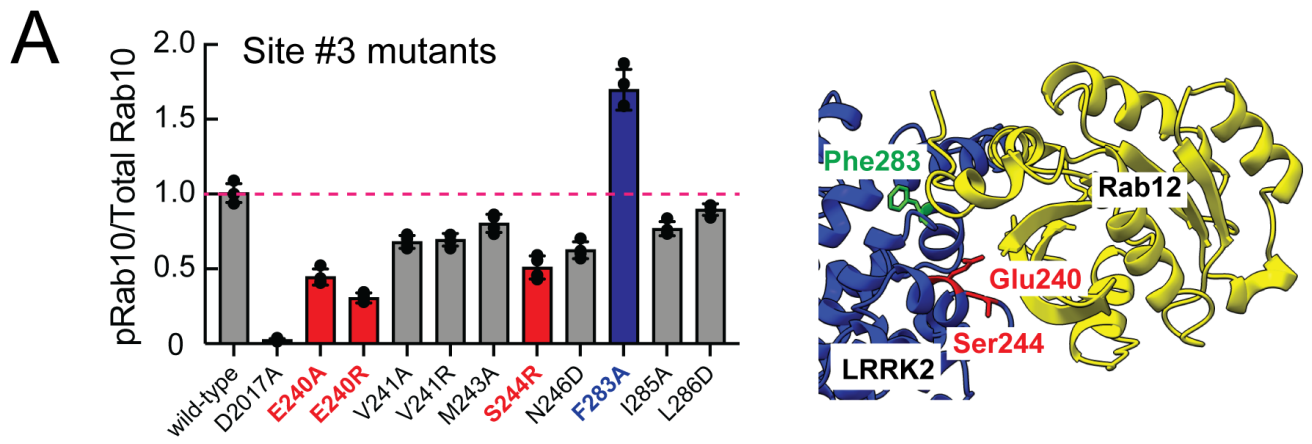 A
Site #3 mutants
pRab10/Total Rab10
2.0
1.5
1.0
0.5
0
wild-type
D2017A
E240A
E240R
V241A
V241R
M243A
S244R
N246D
F283A
I285A
L286D
Phe283
Rab12
Glu240
Ser244
LRRK2